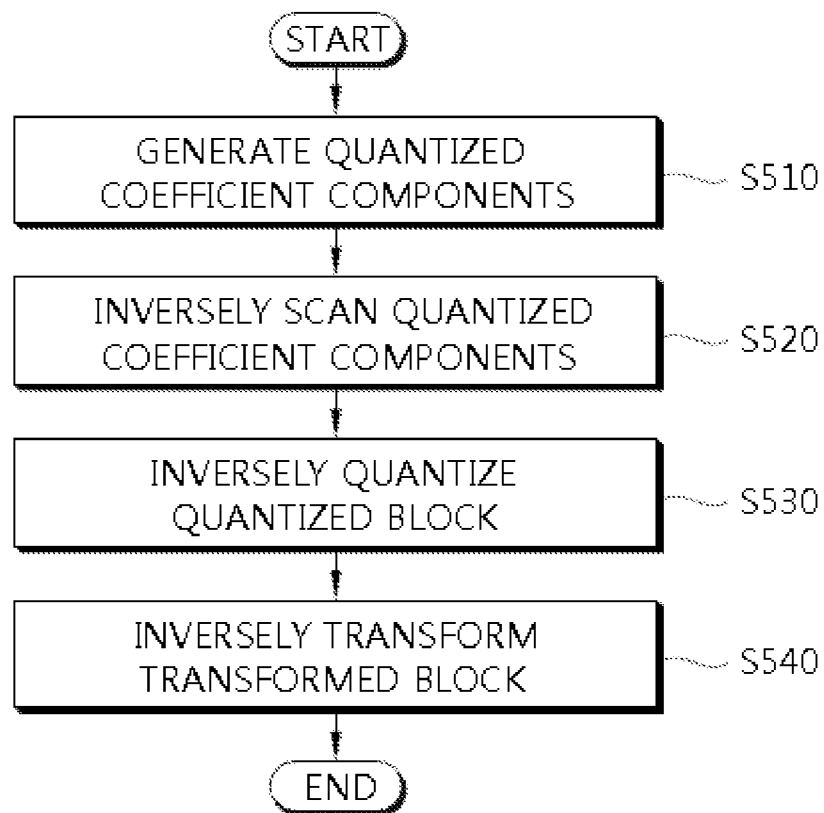 START
GENERATE QUANTIZED
COEFFICIENT COMPONENTS
S510
INVERSELY SCAN QUANTIZED
COEFFICIENT COMPONENTS
S520
INVERSELY QUANTIZE
QUANTIZED BLOCK
S530
INVERSELY TRANSFORM
TRANSFORMED BLOCK
S540
END